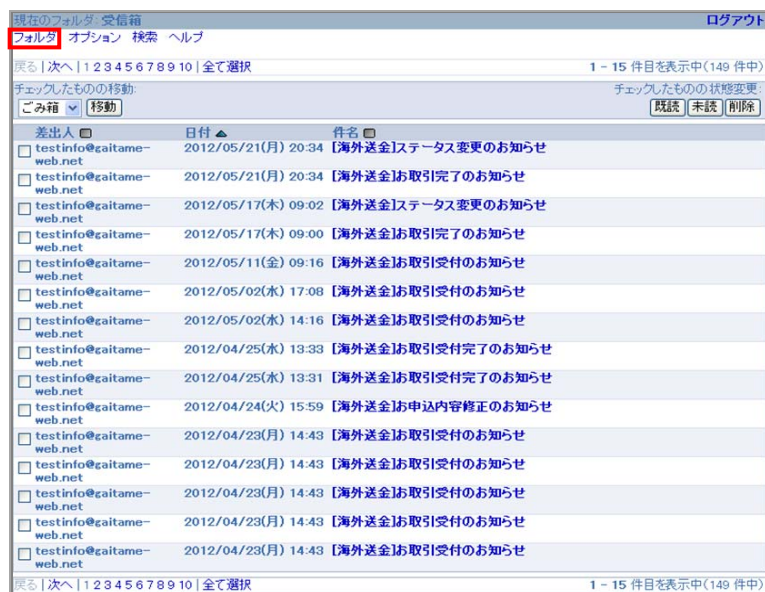 現在のフォルダ: 受信箱 ログアウト
フォルダ オプション 検索 ヘルプ
戻る | 次へ | 1 2 3 4 5 6 7 8 9 10 | 全て選択 1 - 15 件目を表示中(149 件中)
チェックしたものの移動: チェックしたものの状態変更:
ごみ箱 移動 既読 未読 削除
差出人 日付 件名
testinfo@gaitame- 2012/05/21(月) 20:34 [海外送金]ステータス変更のお知らせ
web.net
testinfo@gaitame- 2012/05/21(月) 20:34 [海外送金]お取引完了のお知らせ
web.net
testinfo@gaitame- 2012/05/17(木) 09:02 [海外送金]ステータス変更のお知らせ
web.net
testinfo@gaitame- 2012/05/17(木) 09:00 [海外送金]お取引完了のお知らせ
web.net
testinfo@gaitame- 2012/05/11(金) 09:16 [海外送金]お取引受付のお知らせ
web.net
testinfo@gaitame- 2012/05/02(水) 17:08 [海外送金]お取引受付のお知らせ
web.net
testinfo@gaitame- 2012/05/02(水) 14:16 [海外送金]お取引受付のお知らせ
web.net
testinfo@gaitame- 2012/04/25(水) 13:33 [海外送金]お取引受付完了のお知らせ
web.net
testinfo@gaitame- 2012/04/25(水) 13:31 [海外送金]お取引受付完了のお知らせ
web.net
testinfo@gaitame- 2012/04/24(火) 15:59 [海外送金]お申込内容修正のお知らせ
web.net
testinfo@gaitame- 2012/04/23(月) 14:43 [海外送金]お取引受付のお知らせ
web.net
testinfo@gaitame- 2012/04/23(月) 14:43 [海外送金]お取引受付のお知らせ
web.net
testinfo@gaitame- 2012/04/23(月) 14:43 [海外送金]お取引受付のお知らせ
web.net
testinfo@gaitame- 2012/04/23(月) 14:43 [海外送金]お取引受付のお知らせ
web.net
testinfo@gaitame- 2012/04/23(月) 14:43 [海外送金]お取引受付のお知らせ
web.net
戻る | 次へ | 1 2 3 4 5 6 7 8 9 10 | 全て選択 1 - 15 件目を表示中(149 件中)